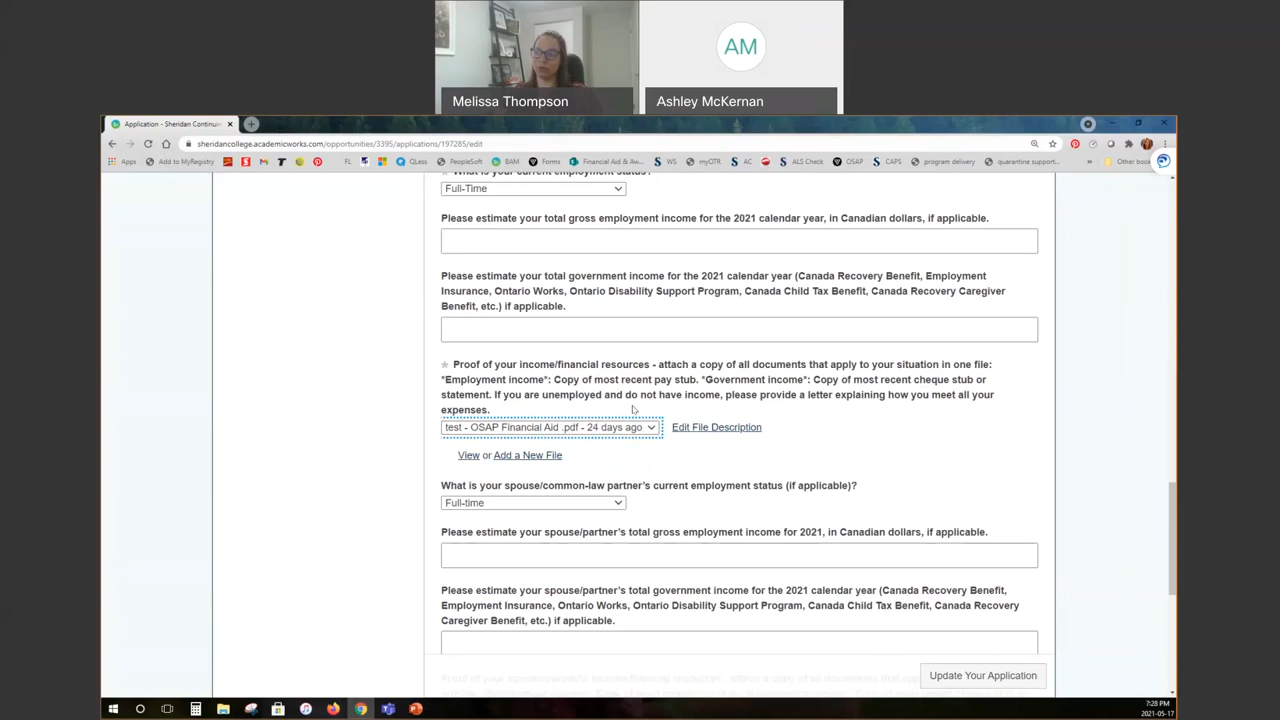 AM
Melissa Thompson
Ashley McKernan
Application - Sheridan Continui
sheridancollege.academicworks.com/opportunities/3395/applications/197285/edit
Apps
Add to MyRegistry
FL
QLess
PeopleSoft
BAM
Forms
Financial Aid & Aw...
WS
myOTR
AC
ALS Check
OSAP
CAPS
program delivery
quarantine support...
»
Other book
What is your current employment status?
Full-Time
Please estimate your total gross employment income for the 2021 calendar year, in Canadian dollars, if applicable.
Please estimate your total government income for the 2021 calendar year (Canada Recovery Benefit, Employment
Insurance, Ontario Works, Ontario Disability Support Program, Canada Child Tax Benefit, Canada Recovery Caregiver
Benefit, etc.) if applicable.
Proof of your income/financial resources - attach a copy of all documents that apply to your situation in one file:
*Employment income*: Copy of most recent pay stub. *Government income*: Copy of most recent cheque stub or
statement. If you are unemployed and do not have income, please provide a letter explaining how you meet all your
expenses.
test - OSAP Financial Aid .pdf - 24 days ago
Edit File Description
View or Add a New File
What is your spouse/common-law partner's current employment status (if applicable)?
Full-time
Please estimate your spouse/partner's total gross employment income for 2021, in Canadian dollars, if applicable.
Please estimate your spouse/partner's total government income for the 2021 calendar year (Canada Recovery Benefit,
Employment Insurance, Ontario Works, Ontario Disability Support Program, Canada Child Tax Benefit, Canada Recovery
Caregiver Benefit, etc.) if applicable.
Update Your Application
7:28 PM
2021-05-17